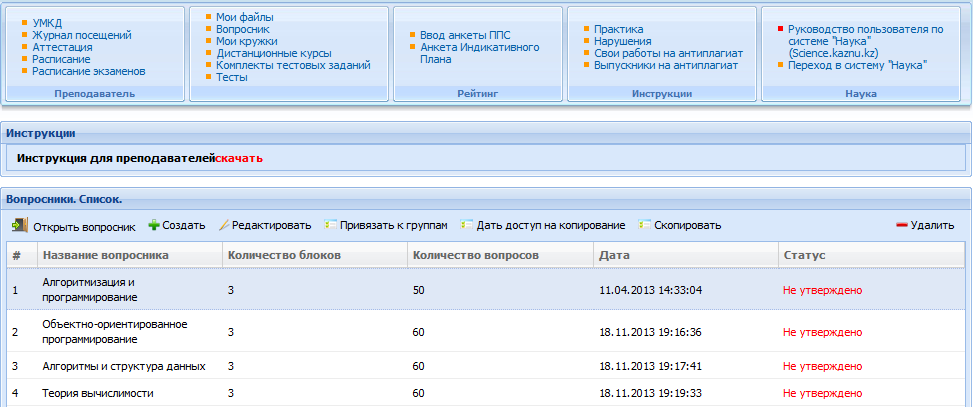 УМКД
Журнал посещений
Аттестация
Расписание
Расписание экзаменов
Преподаватель
Мои файлы
Вопросник
Мои кружки
Дистанционные курсы
Комплекты тестовых заданий
Тесты
Ввод анкеты ППС
Анкета Индикативного
Плана
Рейтинг
Практика
Нарушения
Свои работы на антиплагиат
Выпускники на антиплагиат
Инструкции
Руководство пользователя по
системе "Наука"
(Science.kaznu.kz)
Переход в систему "Наука"
Наука
Инструкции
Инструкция для преподавателейскачать
Вопросники. Список.
Открыть вопросник Создать Редактировать Привязать к группам Дать доступ на копирование Скопировать Удалить
# Название вопросника Количество блоков Количество вопросов Дата Статус
1 Алгоритмизация и программирование 3 50 11.04.2013 14:33:04 Не утверждено
2 Объектно-ориентированное программирование 3 60 18.11.2013 19:16:36 Не утверждено
3 Алгоритмы и структура данных 3 60 18.11.2013 19:17:41 Не утверждено
4 Теория вычислимости 3 60 18.11.2013 19:19:33 Не утверждено